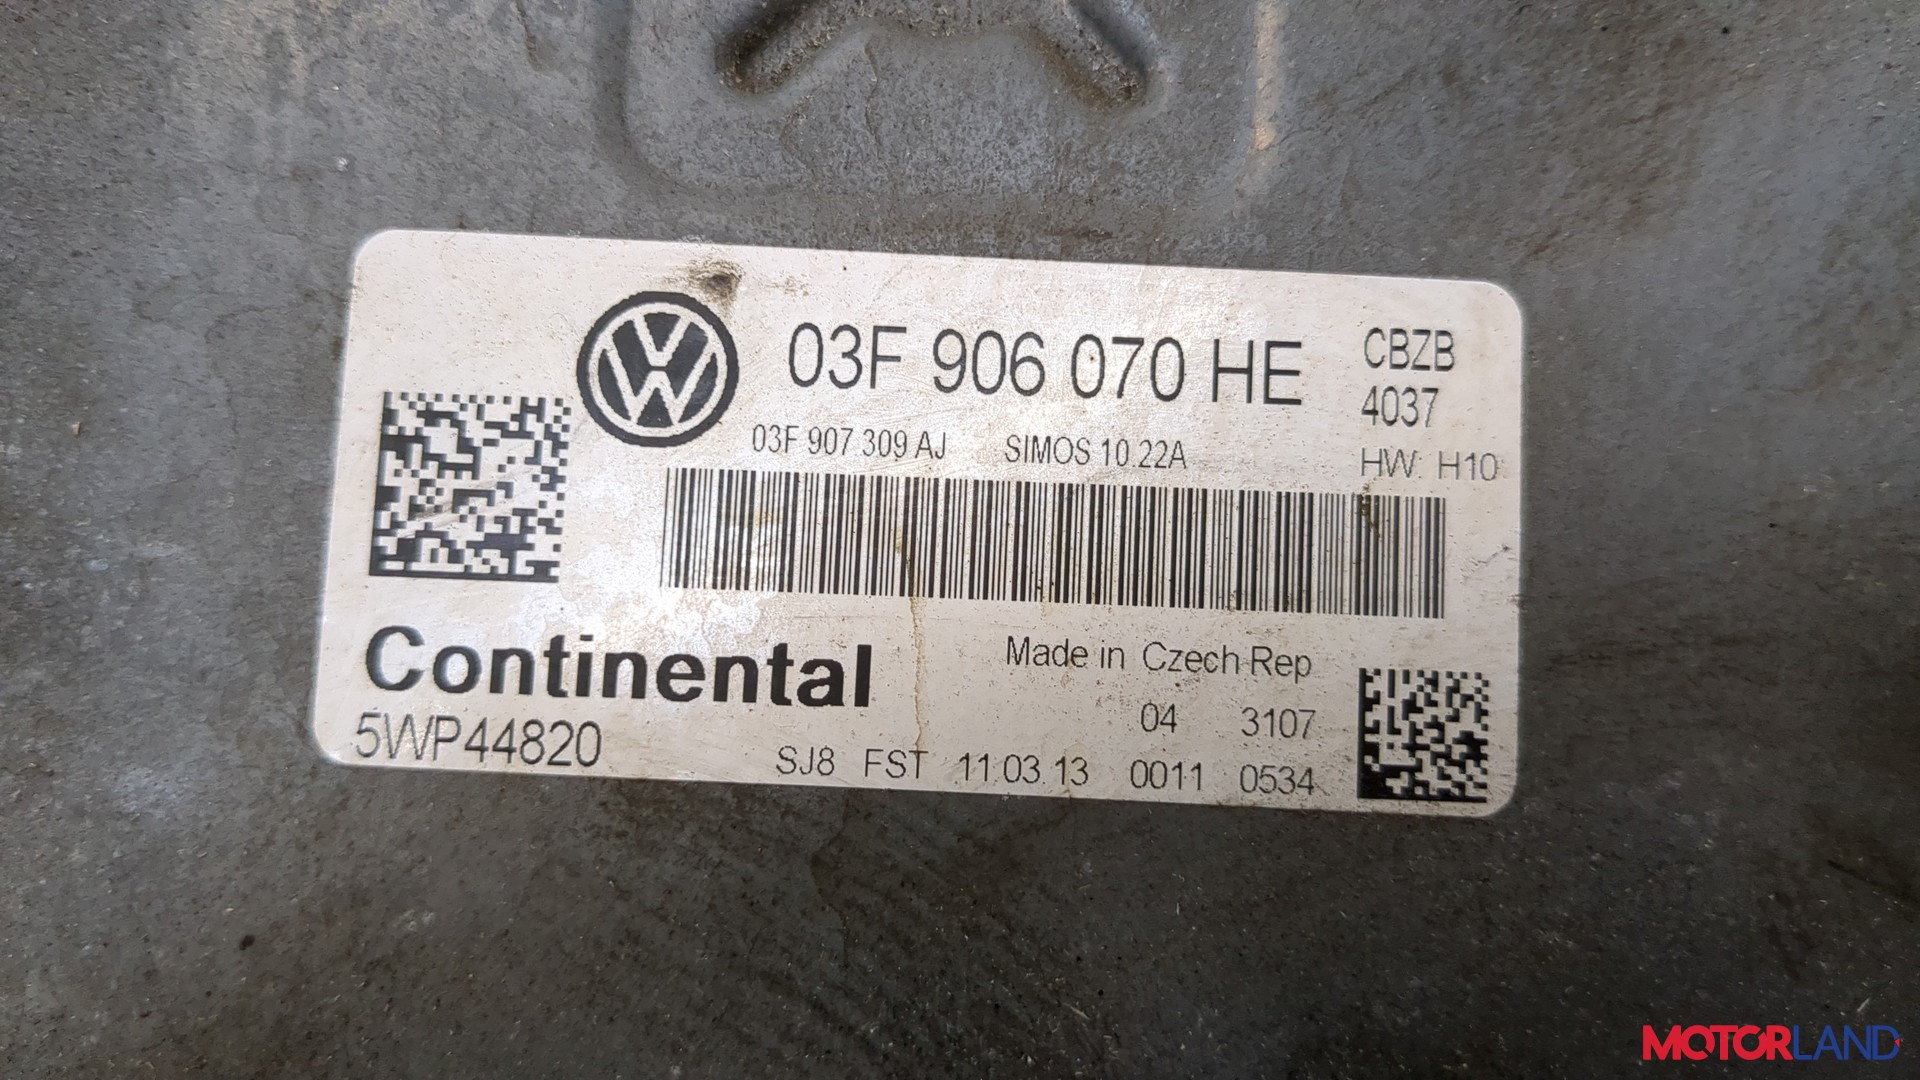 03F 906 070 HE
CBZB
4037
03F 907 309 AJ SIMOS 10.22A
HW: H10
Continental
5WP44820
Made in Czech Rep
04 3107
SJ8 FST 11.03.13 0011 0534
MOTORLAND